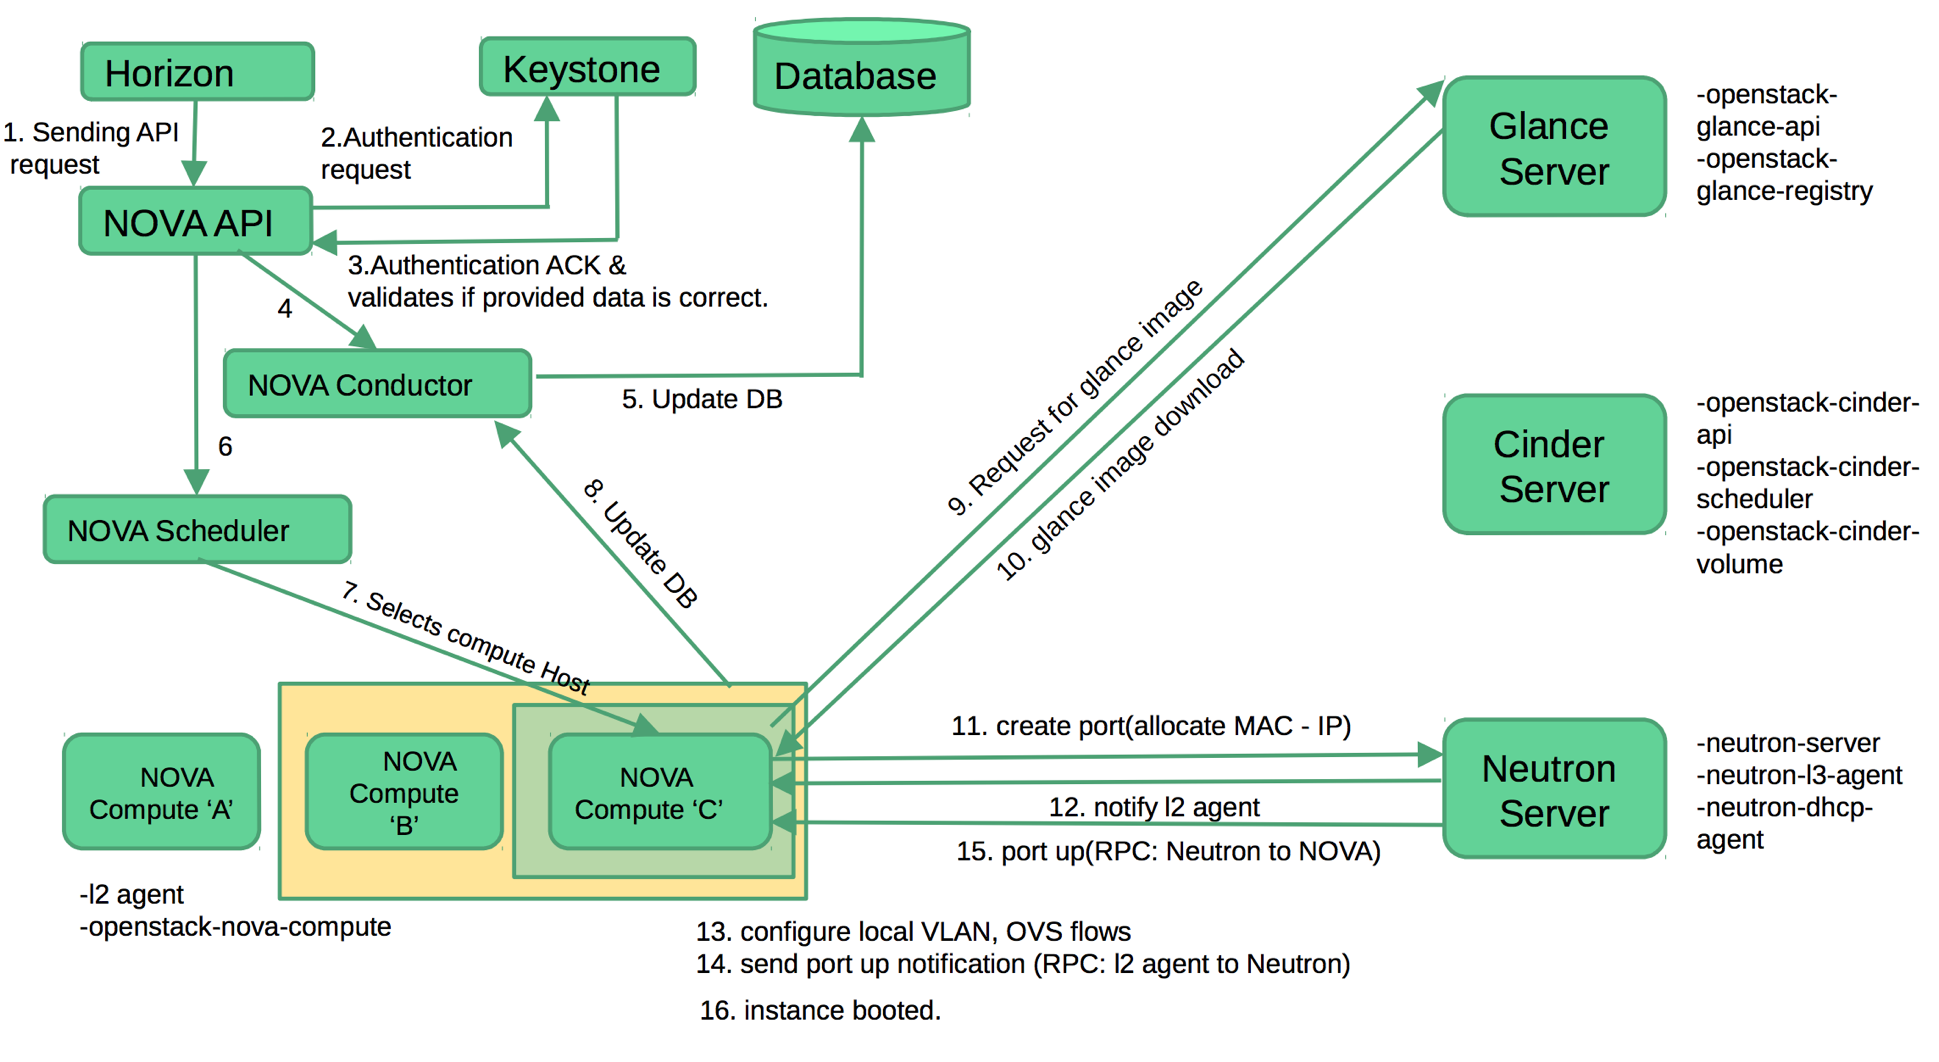 Horizon
Keystone
Database
1. Sending API
request
2.Authentication
request
NOVA API
3.Authentication ACK &
validates if provided data is correct.
4
NOVA Conductor
5. Update DB
6
NOVA Scheduler
7. Selects compute Host
8. Update DB
9. Request for glance image
10. glance image download
Glance
Server
-openstack-
glance-api
-openstack-
glance-registry
Cinder
Server
-openstack-cinder-
api
-openstack-cinder-
scheduler
-openstack-cinder-
volume
NOVA
Compute ‘A’
NOVA
Compute
‘B’
NOVA
Compute ‘C’
11. create port(allocate MAC - IP)
12. notify l2 agent
15. port up(RPC: Neutron to NOVA)
Neutron
Server
-neutron-server
-neutron-l3-agent
-neutron-dhcp-
agent
-l2 agent
-openstack-nova-compute
13. configure local VLAN, OVS flows
14. send port up notification (RPC: l2 agent to Neutron)
16. instance booted.